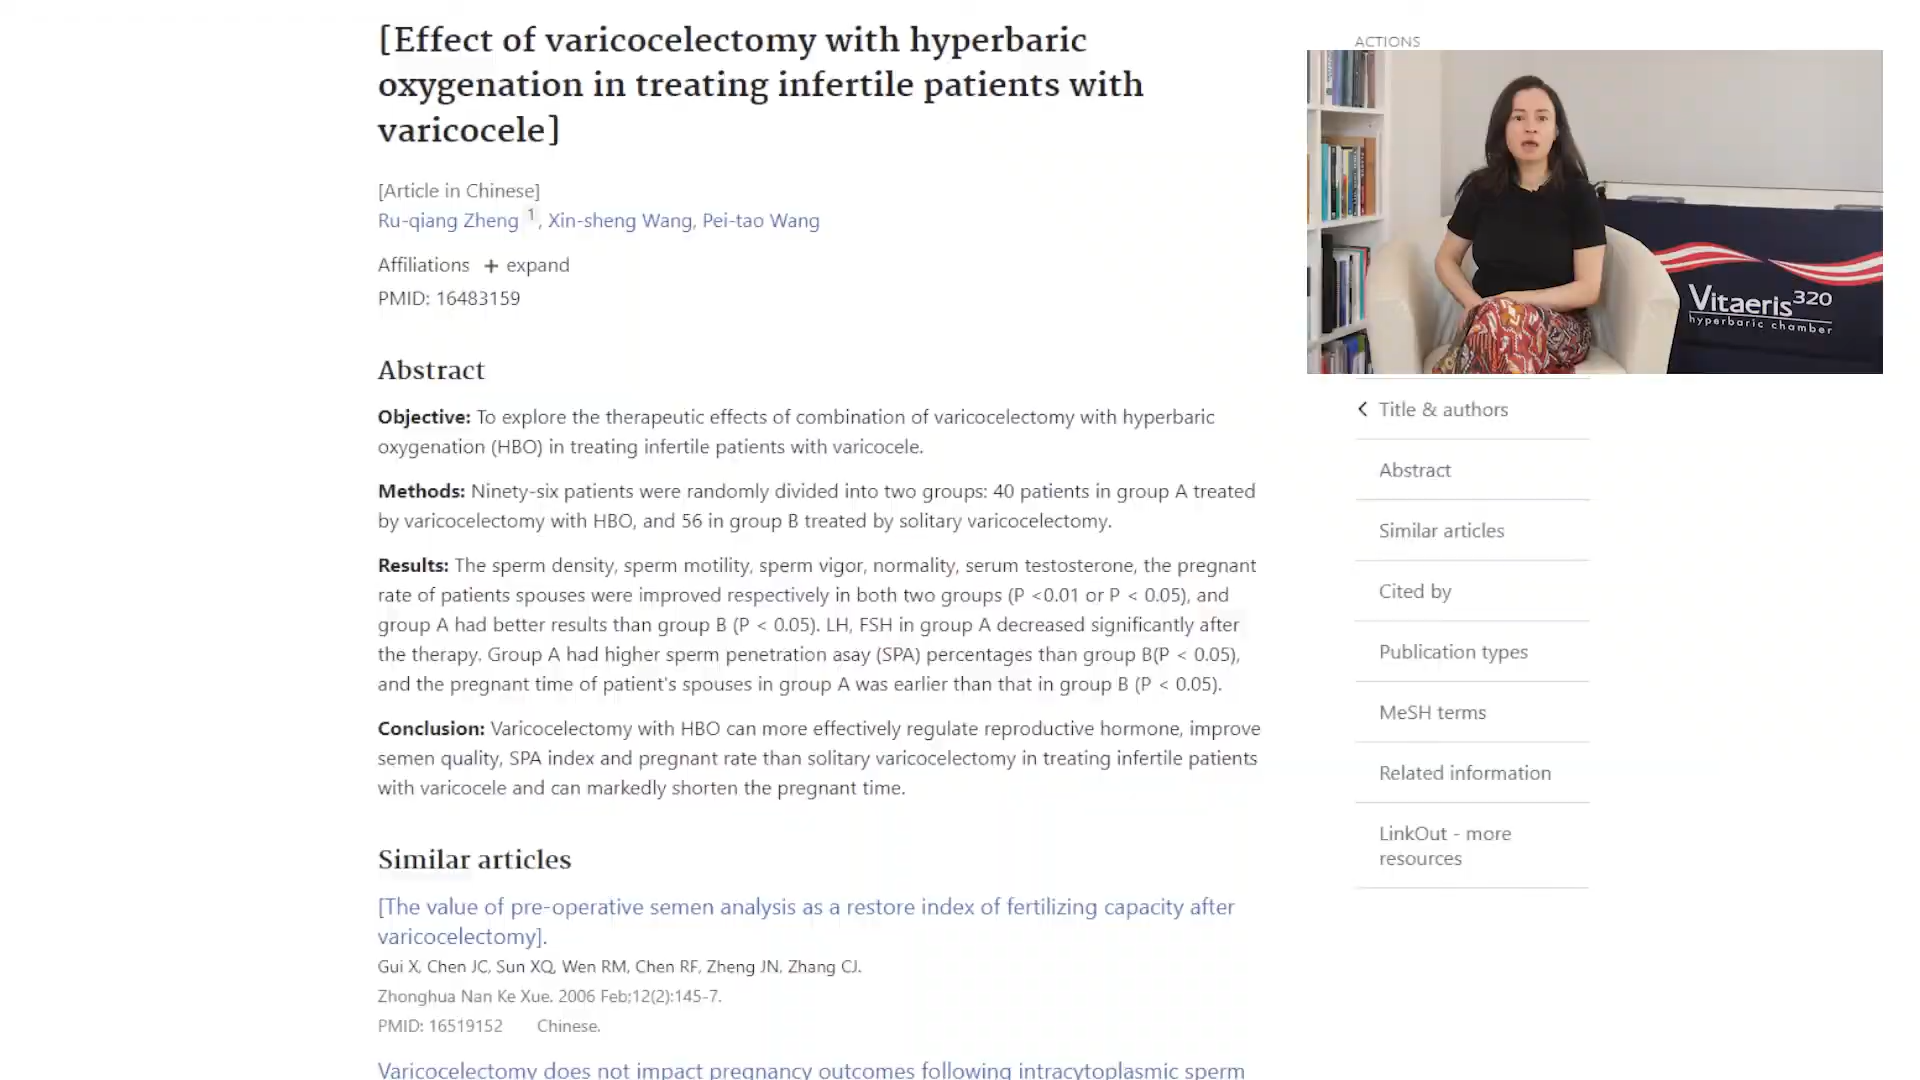 [Effect of varicocelectomy with hyperbaric
oxygenation in treating infertile patients with
varicocele]
[Article in Chinese]
Ru-qiang Zheng 1, Xin-sheng Wang, Pei-tao Wang
Affiliations + expand
PMID: 16483159
Abstract
Objective: To explore the therapeutic effects of combination of varicocelectomy with hyperbaric
oxygenation (HBO) in treating infertile patients with varicocele.
Methods: Ninety-six patients were randomly divided into two groups: 40 patients in group A treated
by varicocelectomy with HBO, and 56 in group B treated by solitary varicocelectomy.
Results: The sperm density, sperm motility, sperm vigor, normality, serum testosterone, the pregnant
rate of patients spouses were improved respectively in both two groups (P <0.01 or P < 0.05), and
group A had better results than group B (P < 0.05). LH, FSH in group A decreased significantly after
the therapy. Group A had higher sperm penetration asay (SPA) percentages than group B(P < 0.05),
and the pregnant time of patient's spouses in group A was earlier than that in group B (P < 0.05).
Conclusion: Varicocelectomy with HBO can more effectively regulate reproductive hormone, improve
semen quality, SPA index and pregnant rate than solitary varicocelectomy in treating infertile patients
with varicocele and can markedly shorten the pregnant time.
Similar articles
[The value of pre-operative semen analysis as a restore index of fertilizing capacity after
varicocelectomy].
Gui X, Chen JC, Sun XQ, Wen RM, Chen RF, Zheng JN, Zhang CJ.
Zhonghua Nan Ke Xue. 2006 Feb;12(2):145-7.
PMID: 16519152 Chinese.
Varicocelectomy does not impact pregnancy outcomes following intracytoplasmic sperm
ACTIONS
Vitaeris320
hyperbaric chamber
Title & authors
Abstract
Similar articles
Cited by
Publication types
MeSH terms
Related information
LinkOut - more
resources